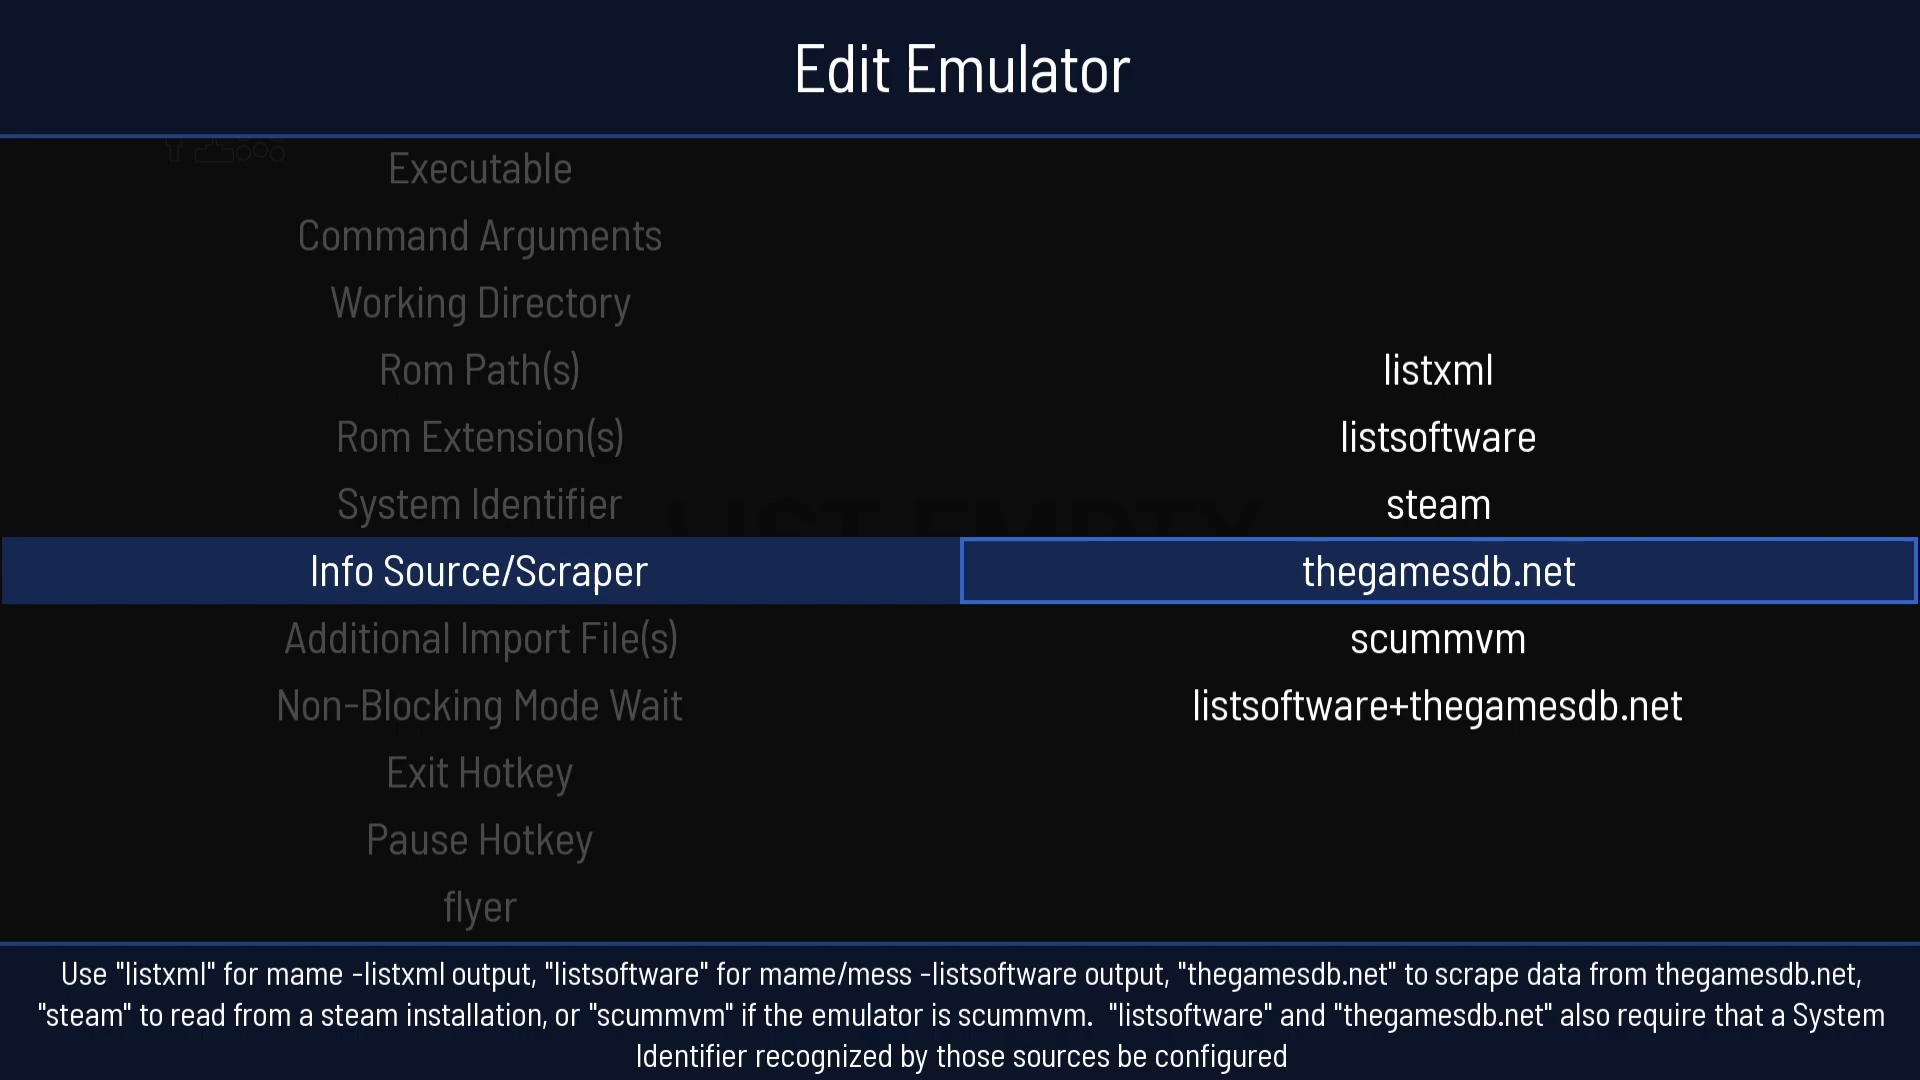 Edit Emulator
Executable
Command Arguments
Working Directory
Rom Path(s)
listxml
Rom Extension(s)
listsoftware
System Identifier
steam
LIST EMPTY
Info Source/Scraper
thegamesdb.net
Additional Import File(s)
scummvm
Non-Blocking Mode Wait
listsoftware+thegamesdb.net
Exit Hotkey
Pause Hotkey
flyer
Use "listxml" for mame -listxml output, "listsoftware" for mame/mess -listsoftware output, "thegamesdb.net" to scrape data from thegamesdb.net,
"steam" to read from a steam installation, or "scummvm" if the emulator is scummvm.  "listsoftware" and "thegamesdb.net" also require that a System
Identifier recognized by those sources be configured